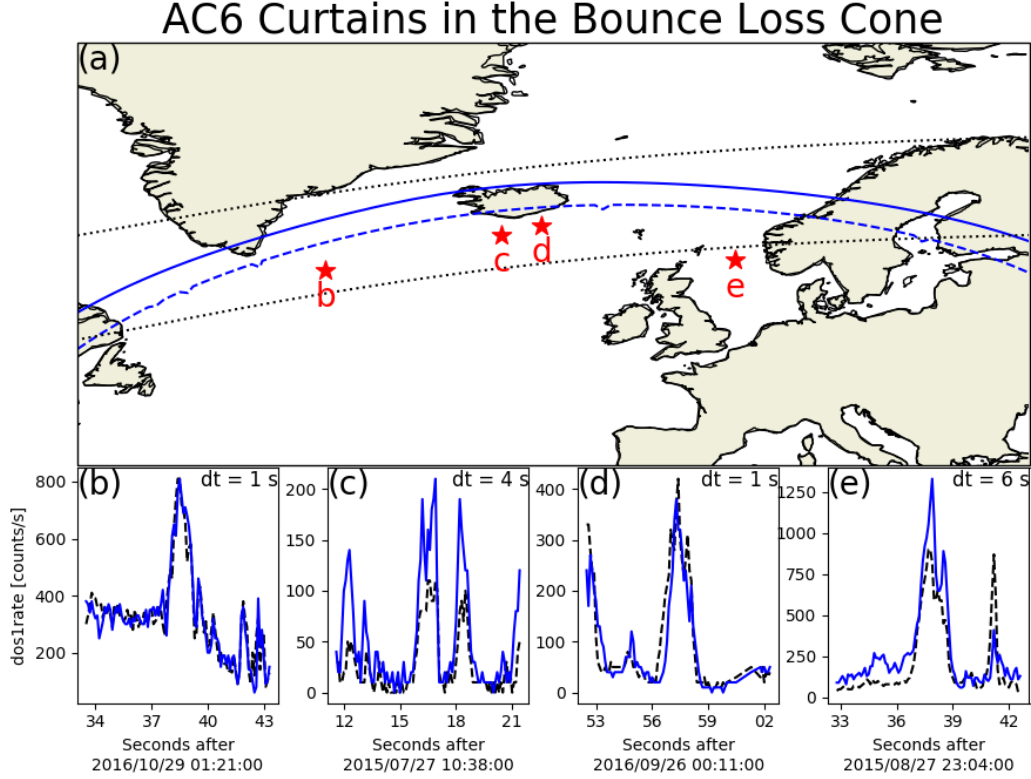 AC6 Curtains in the Bounce Loss Cone
(a)
b
c
d
e
dos1rate [counts/s]
(b) dt = 1 s
800
600
400
200
34 37 40 43
Seconds after
2016/10/29 01:21:00
(c) dt = 4 s
200
150
100
50
0
12 15 18 21
Seconds after
2015/07/27 10:38:00
(d) dt = 1 s
400
300
200
100
0
53 56 59 02
Seconds after
2016/09/26 00:11:00
(e) dt = 6 s
1250
1000
750
500
250
0
33 36 39 42
Seconds after
2015/08/27 23:04:00